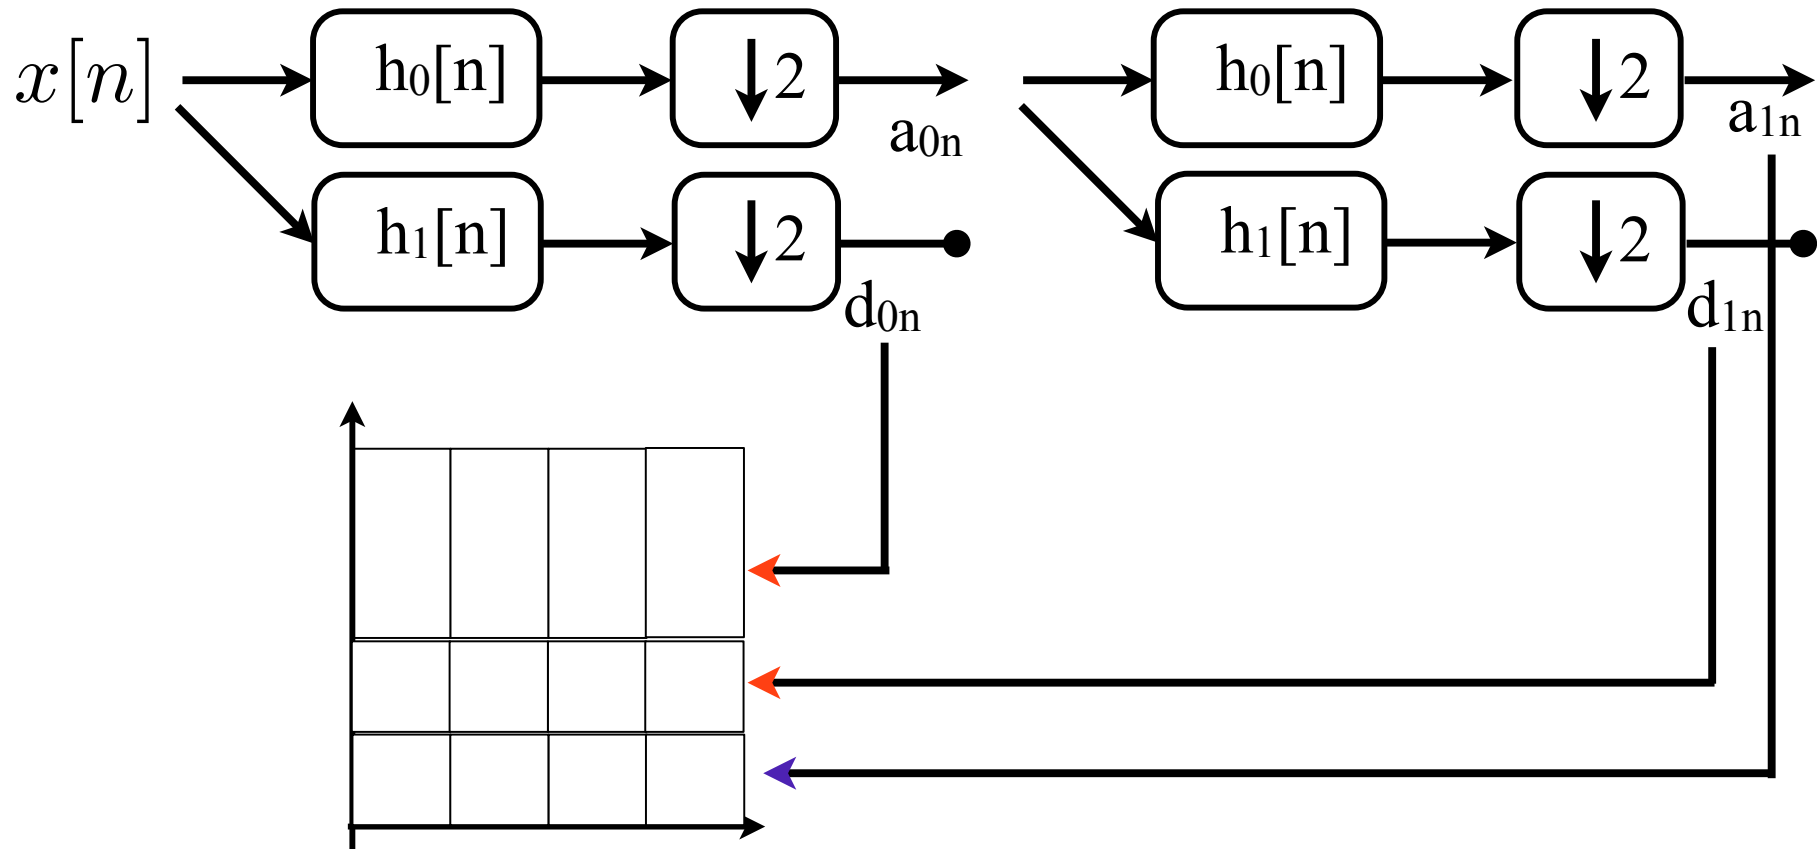 x[n] h₀[n] ↓2 h₀[n] ↓2
a₀ₙ a₁ₙ
h₁[n] ↓2 h₁[n] ↓2
d₀ₙ d₁ₙ